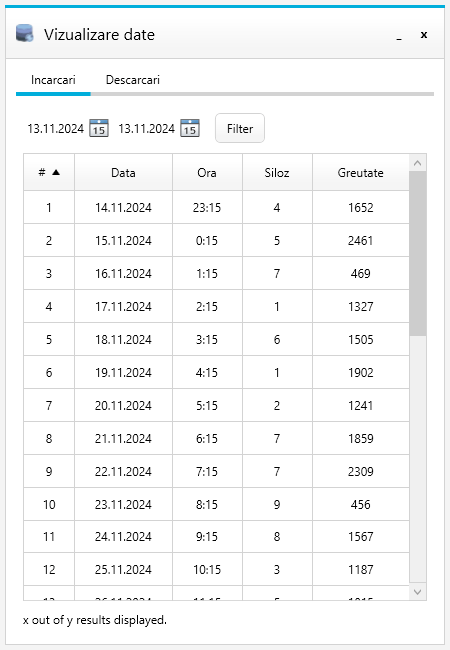 Vizualizare date
_ x
Incarcari Descarcari
13.11.2024 15 13.11.2024 15 Filter
# ▲ Data Ora Siloz Greutate
1 14.11.2024 23:15 4 1652
2 15.11.2024 0:15 5 2461
3 16.11.2024 1:15 7 469
4 17.11.2024 2:15 1 1327
5 18.11.2024 3:15 6 1505
6 19.11.2024 4:15 1 1902
7 20.11.2024 5:15 2 1241
8 21.11.2024 6:15 7 1859
9 22.11.2024 7:15 7 2309
10 23.11.2024 8:15 9 456
11 24.11.2024 9:15 8 1567
12 25.11.2024 10:15 3 1187
x out of y results displayed.